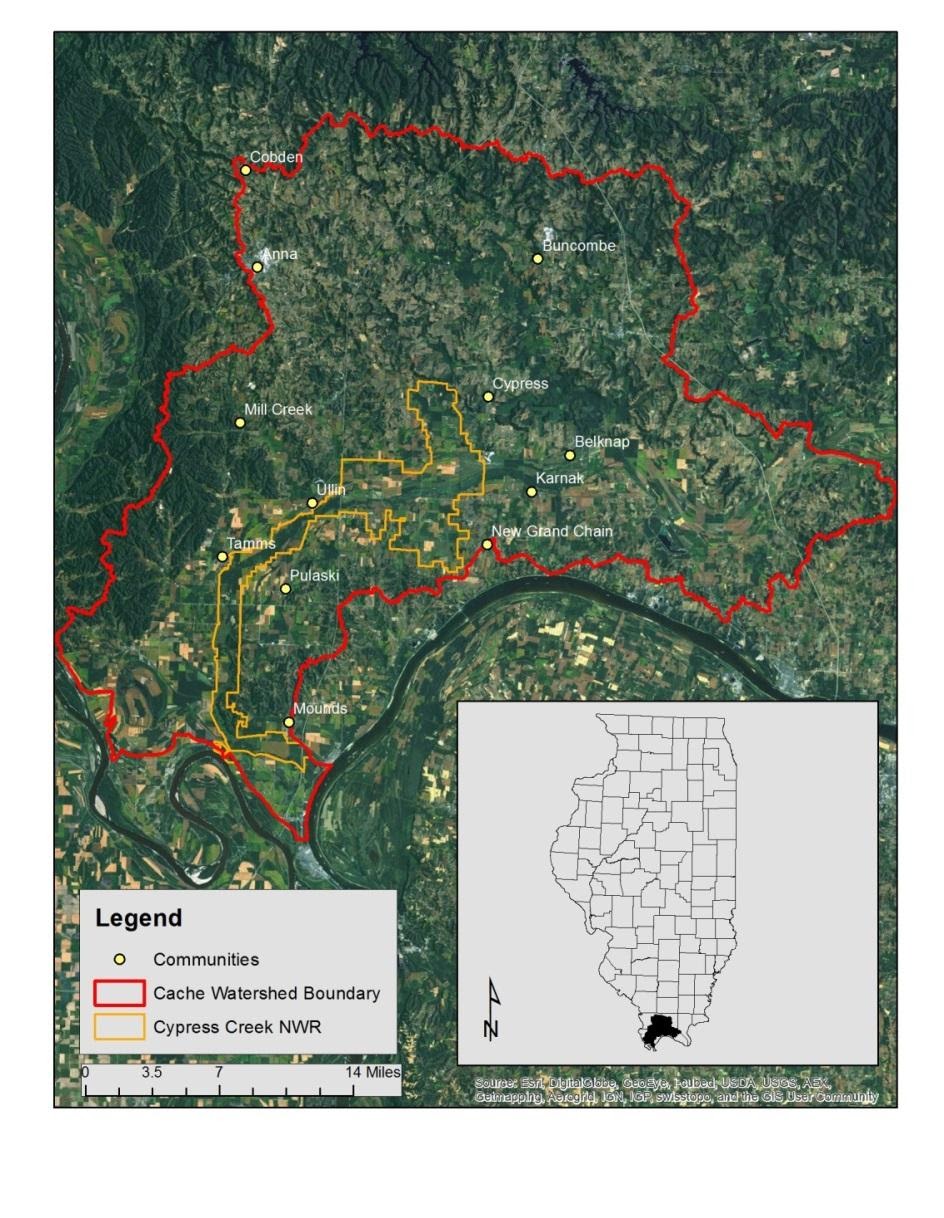 Cobden
Anna
Buncombe
Cypress
Mill Creek
Belknap
Karnak
Ullin
New Grand Chain
Tamms
Pulaski
Mounds
Legend
Communities
Cache Watershed Boundary
Cypress Creek NWR
0 3.5 7 14 Miles
N
Source: Esri, DigitalGlobe, GeoEye, i-cubed, USDA, USGS, AEX,
Getmapping, Aerogrid, IGN, IGP, swisstopo, and the GIS User Community